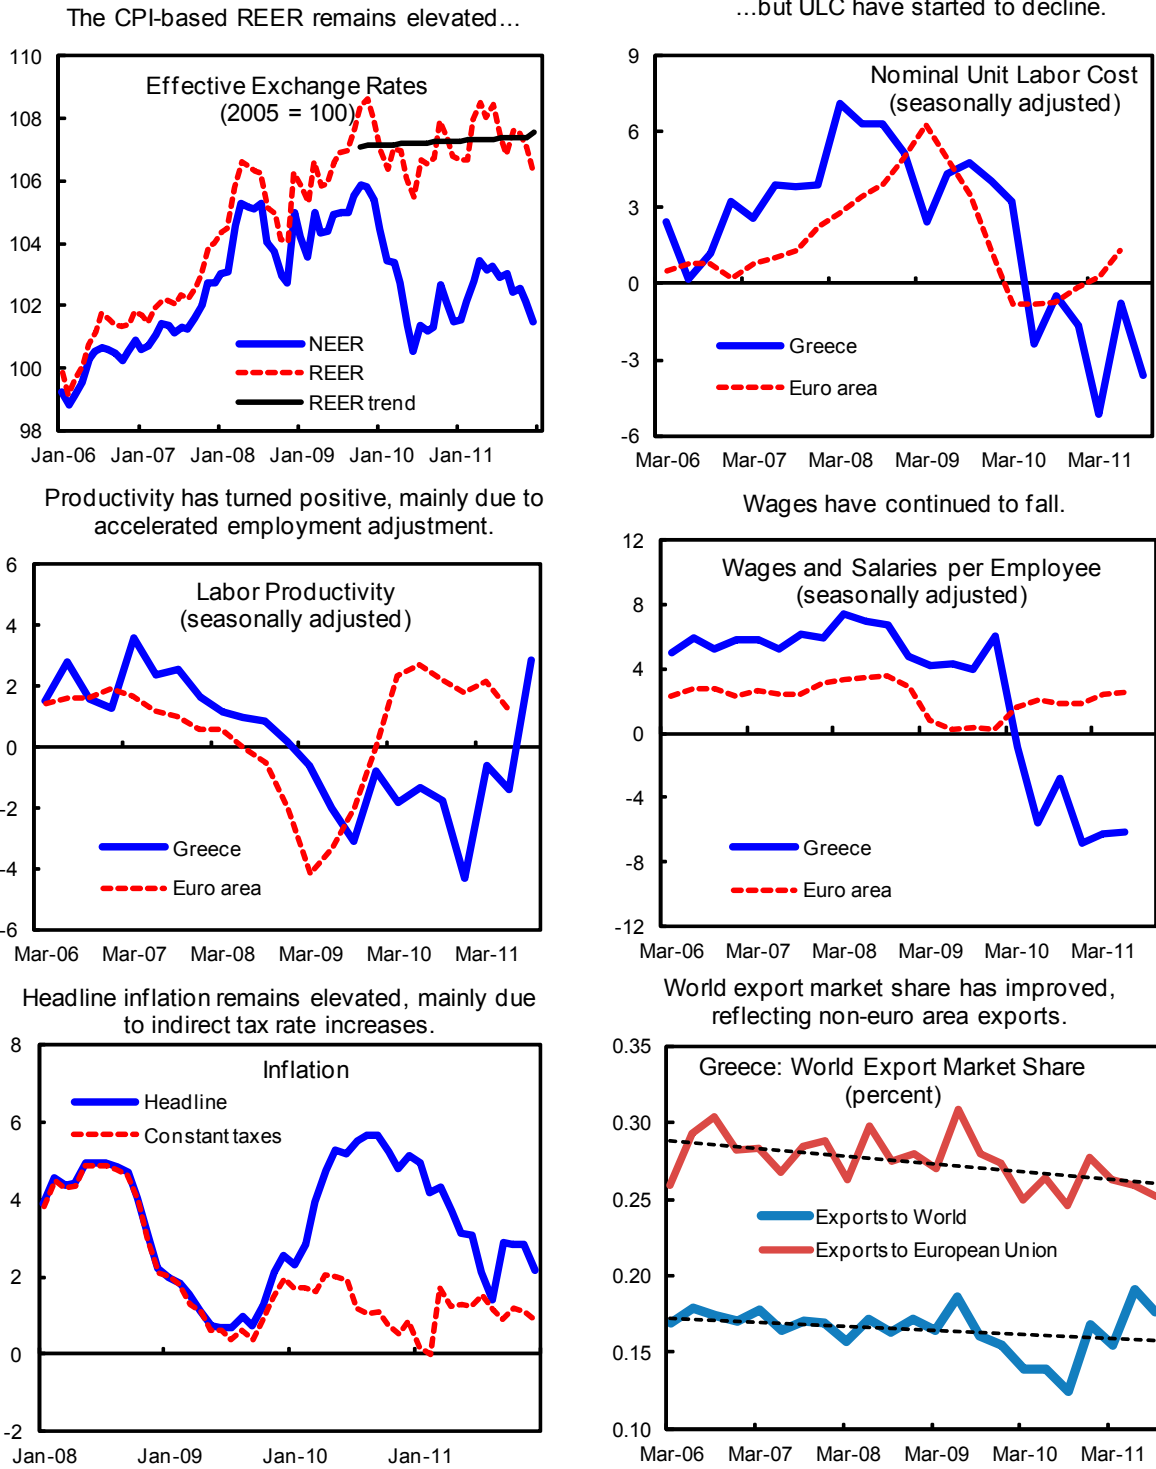 The CPI-based REER remains elevated...
110
108
106
104
102
100
98
Effective Exchange Rates
(2005 = 100)
NEER
REER
REER trend
Jan-06 Jan-07 Jan-08 Jan-09 Jan-10 Jan-11
...but ULC have started to decline.
9
6
3
0
-3
-6
Nominal Unit Labor Cost
(seasonally adjusted)
Greece
Euro area
Mar-06 Mar-07 Mar-08 Mar-09 Mar-10 Mar-11
Productivity has turned positive, mainly due to
accelerated employment adjustment.
6
4
2
0
-2
-4
-6
Labor Productivity
(seasonally adjusted)
Greece
Euro area
Mar-06 Mar-07 Mar-08 Mar-09 Mar-10 Mar-11
Wages have continued to fall.
12
8
4
0
-4
-8
-12
Wages and Salaries per Employee
(seasonally adjusted)
Greece
Euro area
Mar-06 Mar-07 Mar-08 Mar-09 Mar-10 Mar-11
Headline inflation remains elevated, mainly due
to indirect tax rate increases.
8
6
4
2
0
-2
Inflation
Headline
Constant taxes
Jan-08 Jan-09 Jan-10 Jan-11
World export market share has improved,
reflecting non-euro area exports.
0.35
0.30
0.25
0.20
0.15
0.10
Greece: World Export Market Share
(percent)
Exports to World
Exports to European Union
Mar-06 Mar-07 Mar-08 Mar-09 Mar-10 Mar-11